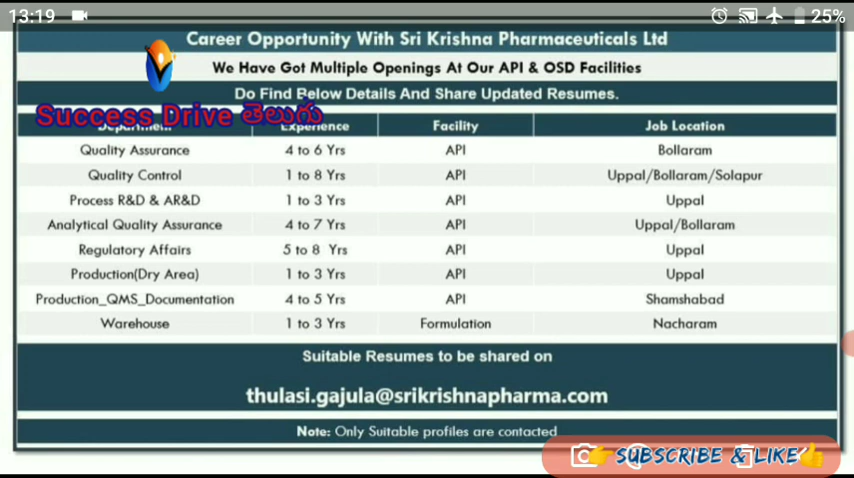 13:19 25%
Career Opportunity With Sri Krishna Pharmaceuticals Ltd
We Have Got Multiple Openings At Our API & OSD Facilities
Do Find Below Details And Share Updated Resumes.
Success Drive తెలుగు
Department Experience Facility Job Location
Quality Assurance 4 to 6 Yrs API Bollaram
Quality Control 1 to 8 Yrs API Uppal/Bollaram/Solapur
Process R&D & AR&D 1 to 3 Yrs API Uppal
Analytical Quality Assurance 4 to 7 Yrs API Uppal/Bollaram
Regulatory Affairs 5 to 8 Yrs API Uppal
Production(Dry Area) 1 to 3 Yrs API Uppal
Production_QMS_Documentation 4 to 5 Yrs API Shamshabad
Warehouse 1 to 3 Yrs Formulation Nacharam
Suitable Resumes to be shared on
thulasi.gajula@srikrishnapharma.com
Note: Only Suitable profiles are contacted
SUBSCRIBE & LIKE